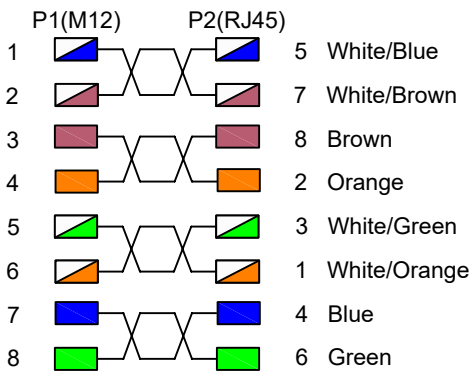 P1(M12) P2(RJ45)
1 5 White/Blue
2 7 White/Brown
3 8 Brown
4 2 Orange
5 3 White/Green
6 1 White/Orange
7 4 Blue
8 6 Green